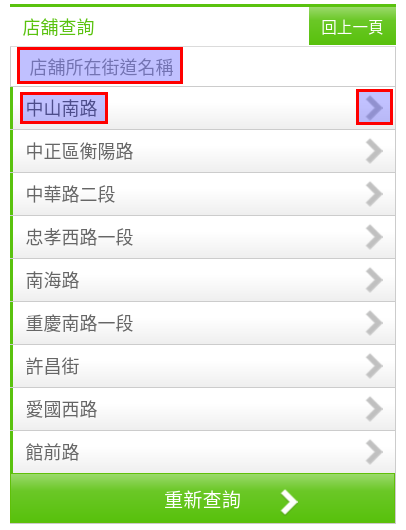 店舖查詢
回上一頁
店舖所在街道名稱
中山南路
中正區衡陽路
中華路二段
忠孝西路一段
南海路
重慶南路一段
許昌街
愛國西路
館前路
重新查詢